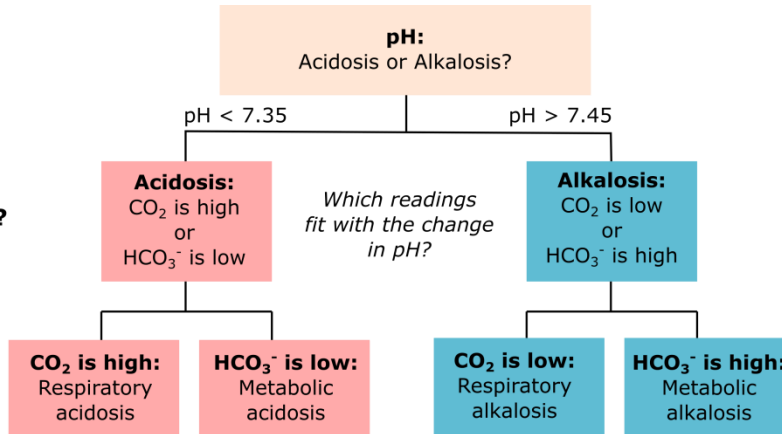 pH:
Acidosis or Alkalosis?
pH < 7.35
pH > 7.45
?
Acidosis:
CO₂ is high
or
HCO₃⁻ is low
Which readings
fit with the change
in pH?
Alkalosis:
CO₂ is low
or
HCO₃⁻ is high
CO₂ is high:
Respiratory
acidosis
HCO₃⁻ is low:
Metabolic
acidosis
CO₂ is low:
Respiratory
alkalosis
HCO₃⁻ is high:
Metabolic
alkalosis